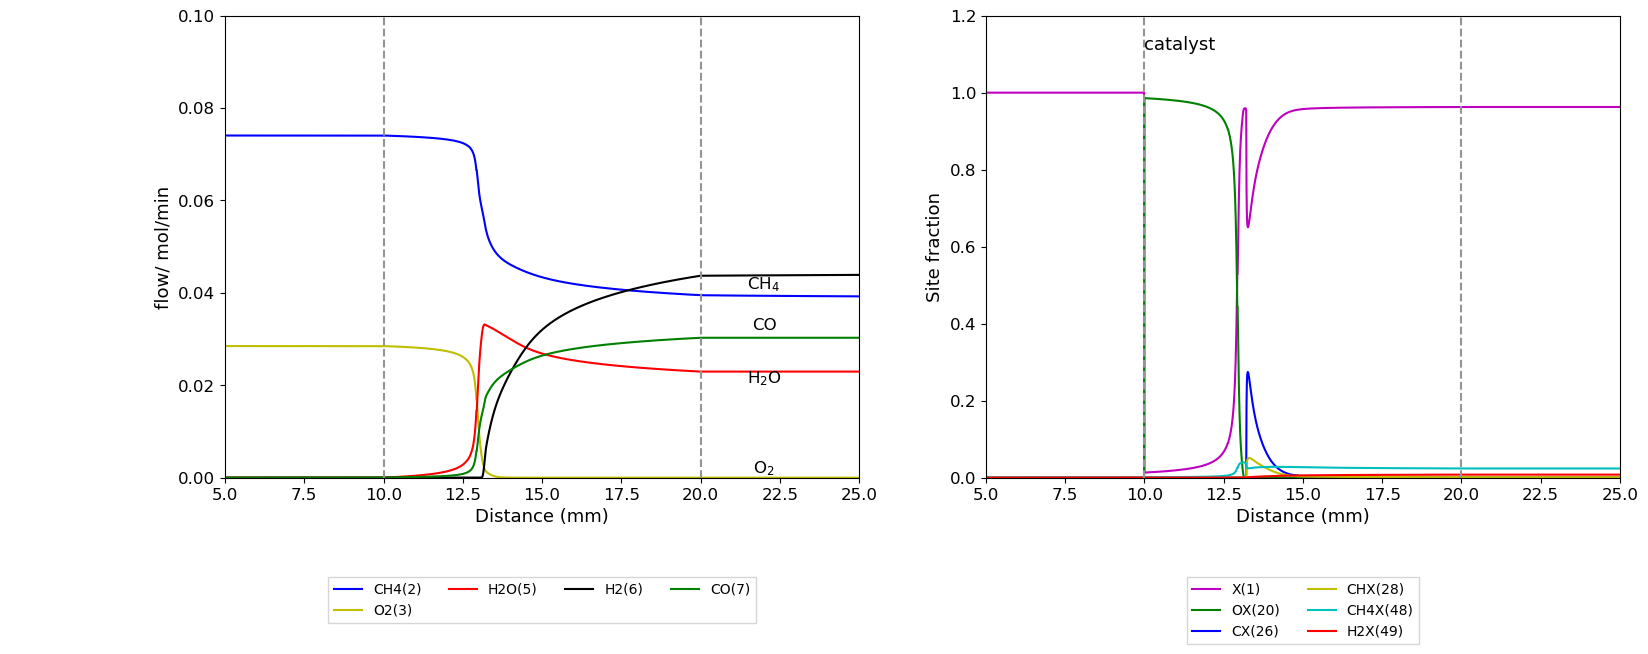 0.10
0.08
0.06
0.04
0.02
0.00
flow/ mol/min
CH₄
CO
H₂O
O₂
5.0 7.5 10.0 12.5 15.0 17.5 20.0 22.5 25.0
Distance (mm)
CH4(2) H2O(5) H2(6) CO(7)
O2(3)
1.2
1.0
0.8
0.6
0.4
0.2
0.0
Site fraction
catalyst
5.0 7.5 10.0 12.5 15.0 17.5 20.0 22.5 25.0
Distance (mm)
X(1) CHX(28)
OX(20) CH4X(48)
CX(26) H2X(49)